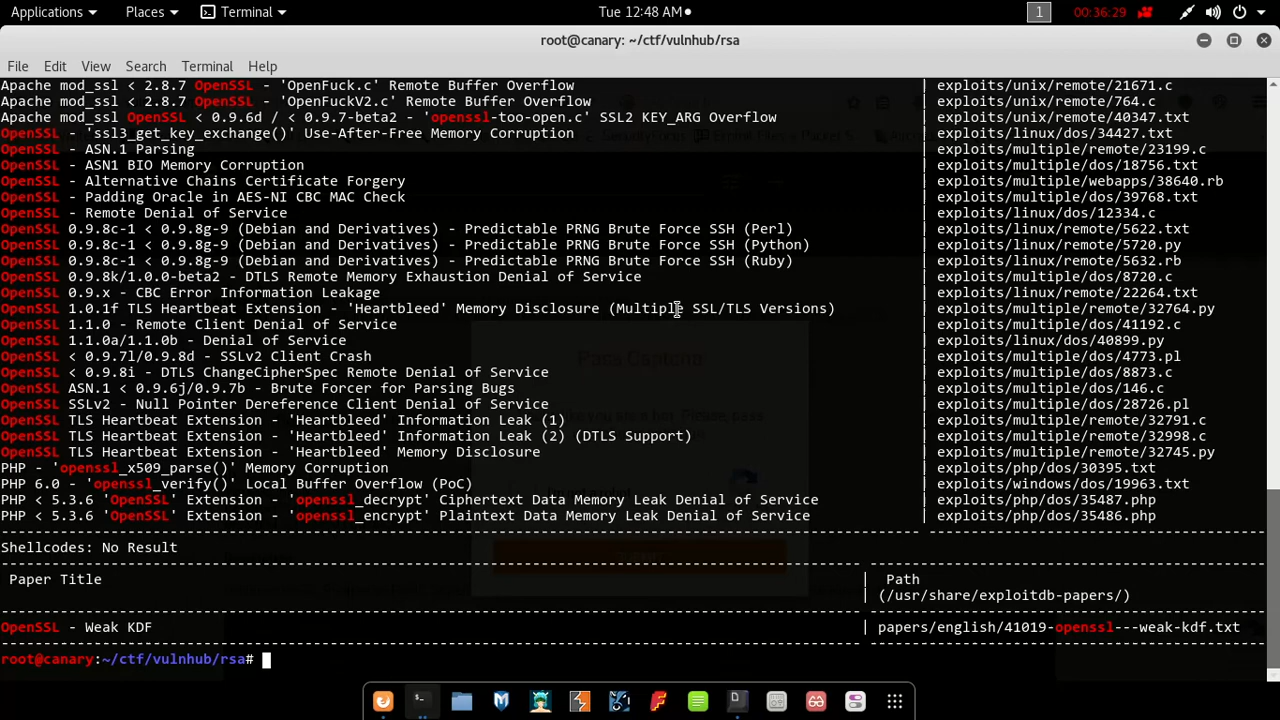 Applications Places Terminal Tue 12:48 AM 1 00:36:29
root@canary: ~/ctf/vulnhub/rsa
File Edit View Search Terminal Help
Apache mod_ssl < 2.8.7 OpenSSL - 'OpenFuck.c' Remote Buffer Overflow | exploits/unix/remote/21671.c
Apache mod_ssl < 2.8.7 OpenSSL - 'OpenFuckV2.c' Remote Buffer Overflow | exploits/unix/remote/764.c
Apache mod_ssl OpenSSL < 0.9.6d / < 0.9.7-beta2 - 'openssl-too-open.c' SSL2 KEY_ARG Overflow | exploits/unix/remote/40347.txt
OpenSSL - 'ssl3_get_key_exchange()' Use-After-Free Memory Corruption | exploits/linux/dos/34427.txt
OpenSSL - ASN.1 Parsing | exploits/multiple/remote/23199.c
OpenSSL - ASN1 BIO Memory Corruption | exploits/multiple/dos/18756.txt
OpenSSL - Alternative Chains Certificate Forgery | exploits/multiple/webapps/38640.rb
OpenSSL - Padding Oracle in AES-NI CBC MAC Check | exploits/multiple/dos/39768.txt
OpenSSL - Remote Denial of Service | exploits/linux/dos/12334.c
OpenSSL 0.9.8c-1 < 0.9.8g-9 (Debian and Derivatives) - Predictable PRNG Brute Force SSH (Perl) | exploits/linux/remote/5622.txt
OpenSSL 0.9.8c-1 < 0.9.8g-9 (Debian and Derivatives) - Predictable PRNG Brute Force SSH (Python) | exploits/linux/remote/5720.py
OpenSSL 0.9.8c-1 < 0.9.8g-9 (Debian and Derivatives) - Predictable PRNG Brute Force SSH (Ruby) | exploits/linux/remote/5632.rb
OpenSSL 0.9.8k/1.0.0-beta2 - DTLS Remote Memory Exhaustion Denial of Service | exploits/multiple/dos/8720.c
OpenSSL 0.9.x - CBC Error Information Leakage | exploits/linux/remote/22264.txt
OpenSSL 1.0.1f TLS Heartbeat Extension - 'Heartbleed' Memory Disclosure (Multiple SSL/TLS Versions) | exploits/multiple/remote/32764.py
OpenSSL 1.1.0 - Remote Client Denial of Service | exploits/multiple/dos/41192.c
OpenSSL 1.1.0a/1.1.0b - Denial of Service | exploits/multiple/dos/40899.py
OpenSSL < 0.9.7l/0.9.8d - SSLv2 Client Crash | exploits/multiple/dos/4773.pl
OpenSSL < 0.9.8i - DTLS ChangeCipherSpec Remote Denial of Service | exploits/multiple/dos/8873.c
OpenSSL ASN.1 < 0.9.6j/0.9.7b - Brute Forcer for Parsing Bugs | exploits/multiple/dos/146.c
OpenSSL SSLv2 - Null Pointer Dereference Client Denial of Service | exploits/multiple/dos/28726.pl
OpenSSL TLS Heartbeat Extension - 'Heartbleed' Information Leak (1) | exploits/multiple/remote/32791.c
OpenSSL TLS Heartbeat Extension - 'Heartbleed' Information Leak (2) (DTLS Support) | exploits/multiple/remote/32998.c
OpenSSL TLS Heartbeat Extension - 'Heartbleed' Memory Disclosure | exploits/multiple/remote/32745.py
PHP - 'openssl_x509_parse()' Memory Corruption | exploits/php/dos/30395.txt
PHP 6.0 - 'openssl_verify()' Local Buffer Overflow (PoC) | exploits/windows/dos/19963.txt
PHP < 5.3.6 'OpenSSL' Extension - 'openssl_decrypt' Ciphertext Data Memory Leak Denial of Service | exploits/php/dos/35487.php
PHP < 5.3.6 'OpenSSL' Extension - 'openssl_encrypt' Plaintext Data Memory Leak Denial of Service | exploits/php/dos/35486.php
Shellcodes: No Result
Paper Title | Path
| (/usr/share/exploitdb-papers/)
OpenSSL - Weak KDF | papers/english/41019-openssl---weak-kdf.txt
root@canary:~/ctf/vulnhub/rsa#